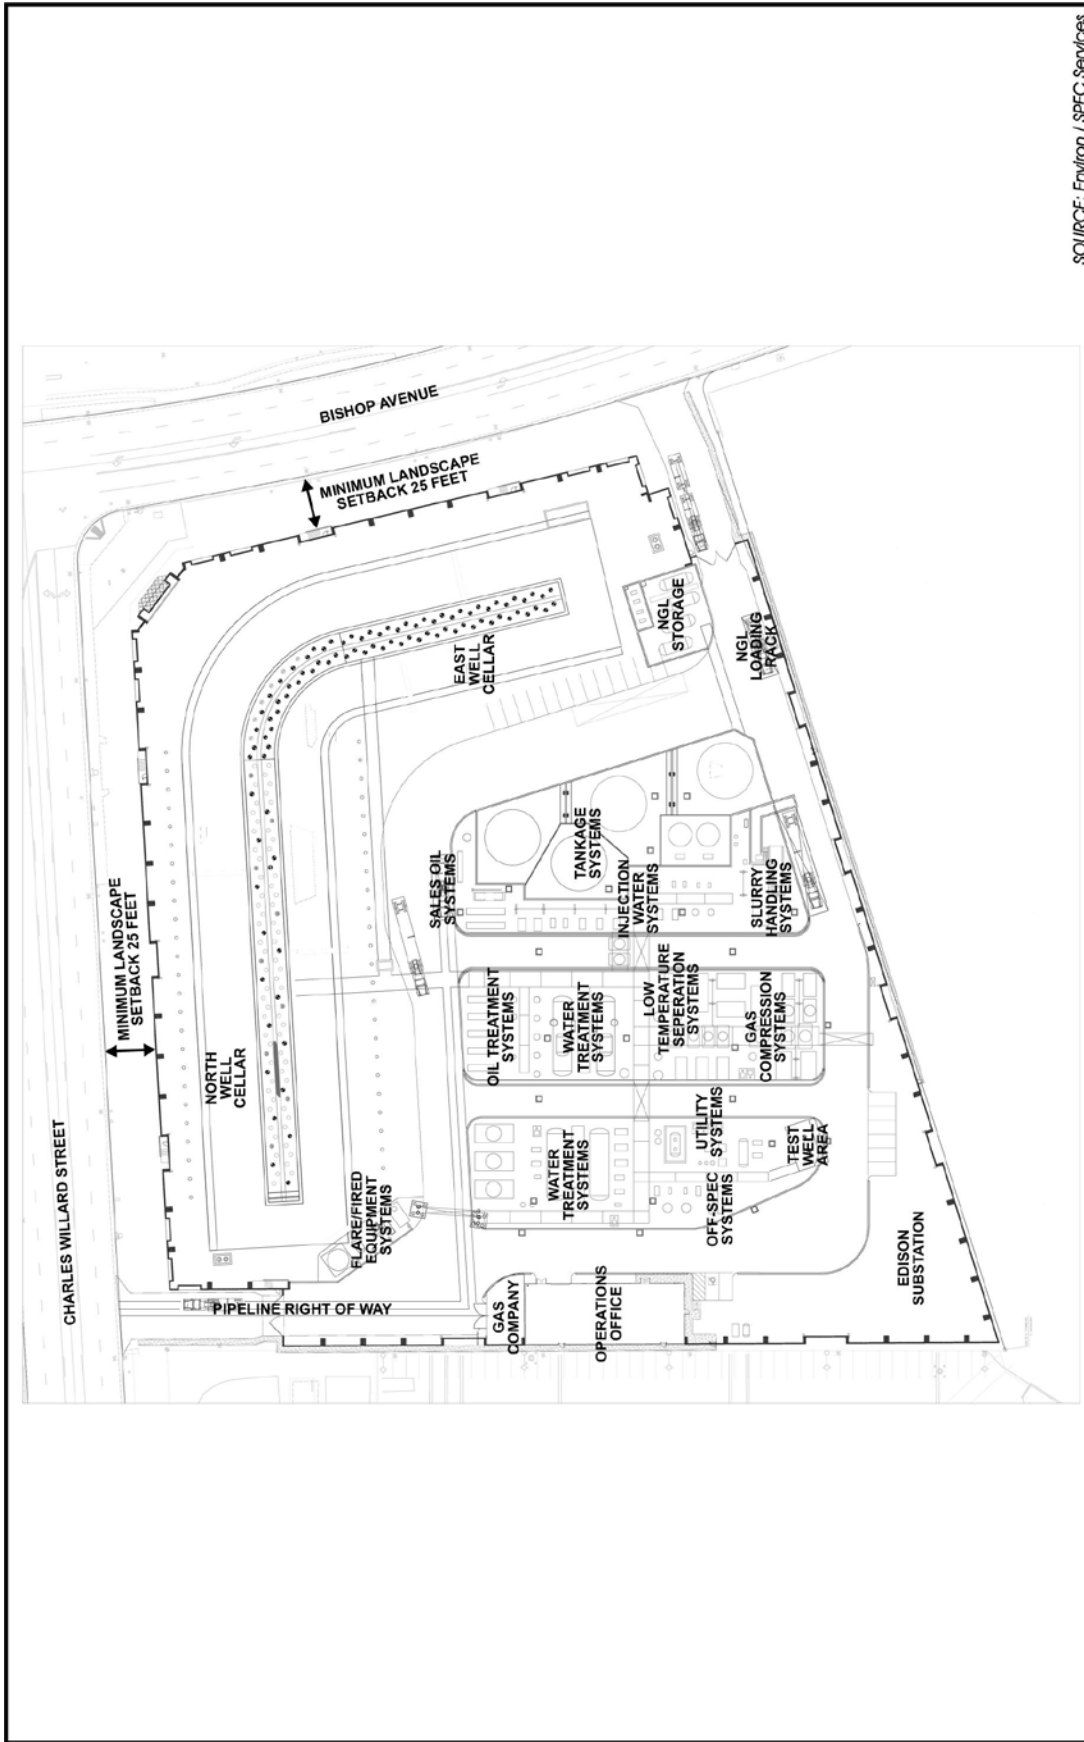 SOURCE: Environ / SPEC Services
BISHOP AVENUE
MINIMUM LANDSCAPE
SETBACK 25 FEET
CHARLES WILLARD STREET
MINIMUM LANDSCAPE
SETBACK 25 FEET
EAST
WELL
CELLAR
NGL
STORAGE
NGL
LOADING
RACK
NORTH
WELL
CELLAR
SALES OIL
SYSTEMS
TANKAGE
SYSTEMS
INJECTION
WATER
SYSTEMS
SLURRY
HANDLING
SYSTEMS
OIL TREATMENT
SYSTEMS
WATER
TREATMENT
SYSTEMS
LOW
TEMPERATURE
SEPERATION
SYSTEMS
GAS
COMPRESSION
SYSTEMS
FLARE/FIRED
EQUIPMENT
SYSTEMS
WATER
TREATMENT
SYSTEMS
UTILITY
SYSTEMS
OFF-SPEC
SYSTEMS
TEST
WELL
AREA
PIPELINE RIGHT OF WAY
GAS
COMPANY
OPERATIONS
OFFICE
EDISON
SUBSTATION